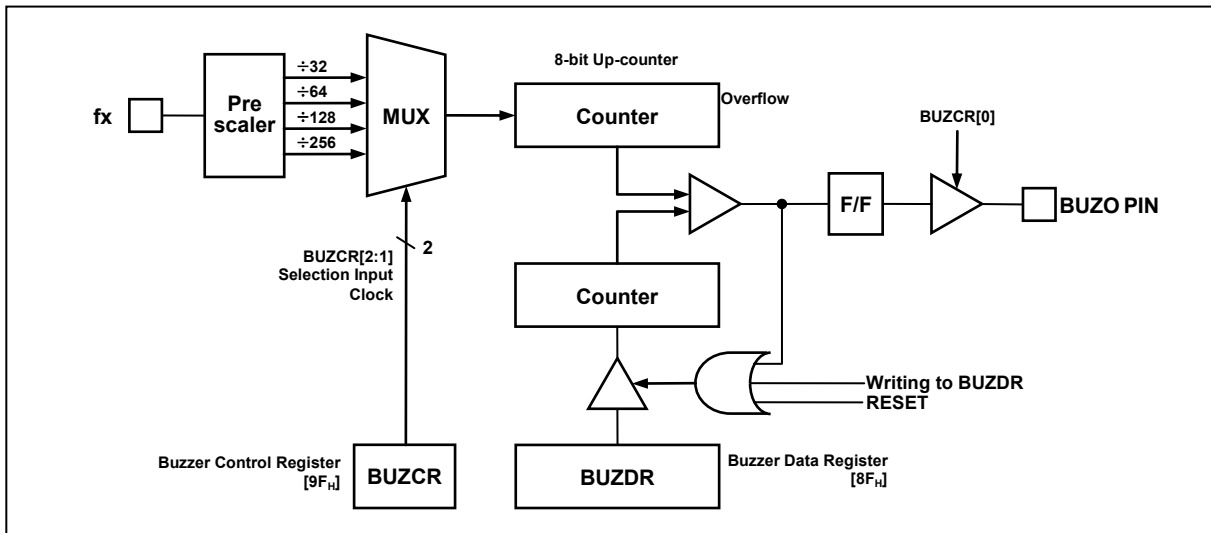 fx
Pre
scaler
÷32
÷64
÷128
÷256
MUX
8-bit Up-counter
Counter
Overflow
BUZCR[0]
F/F
BUZO PIN
2
BUZCR[2:1]
Selection Input
Clock
Counter
Writing to BUZDR
RESET
Buzzer Control Register
[9FH]
BUZCR
BUZDR
Buzzer Data Register
[8FH]